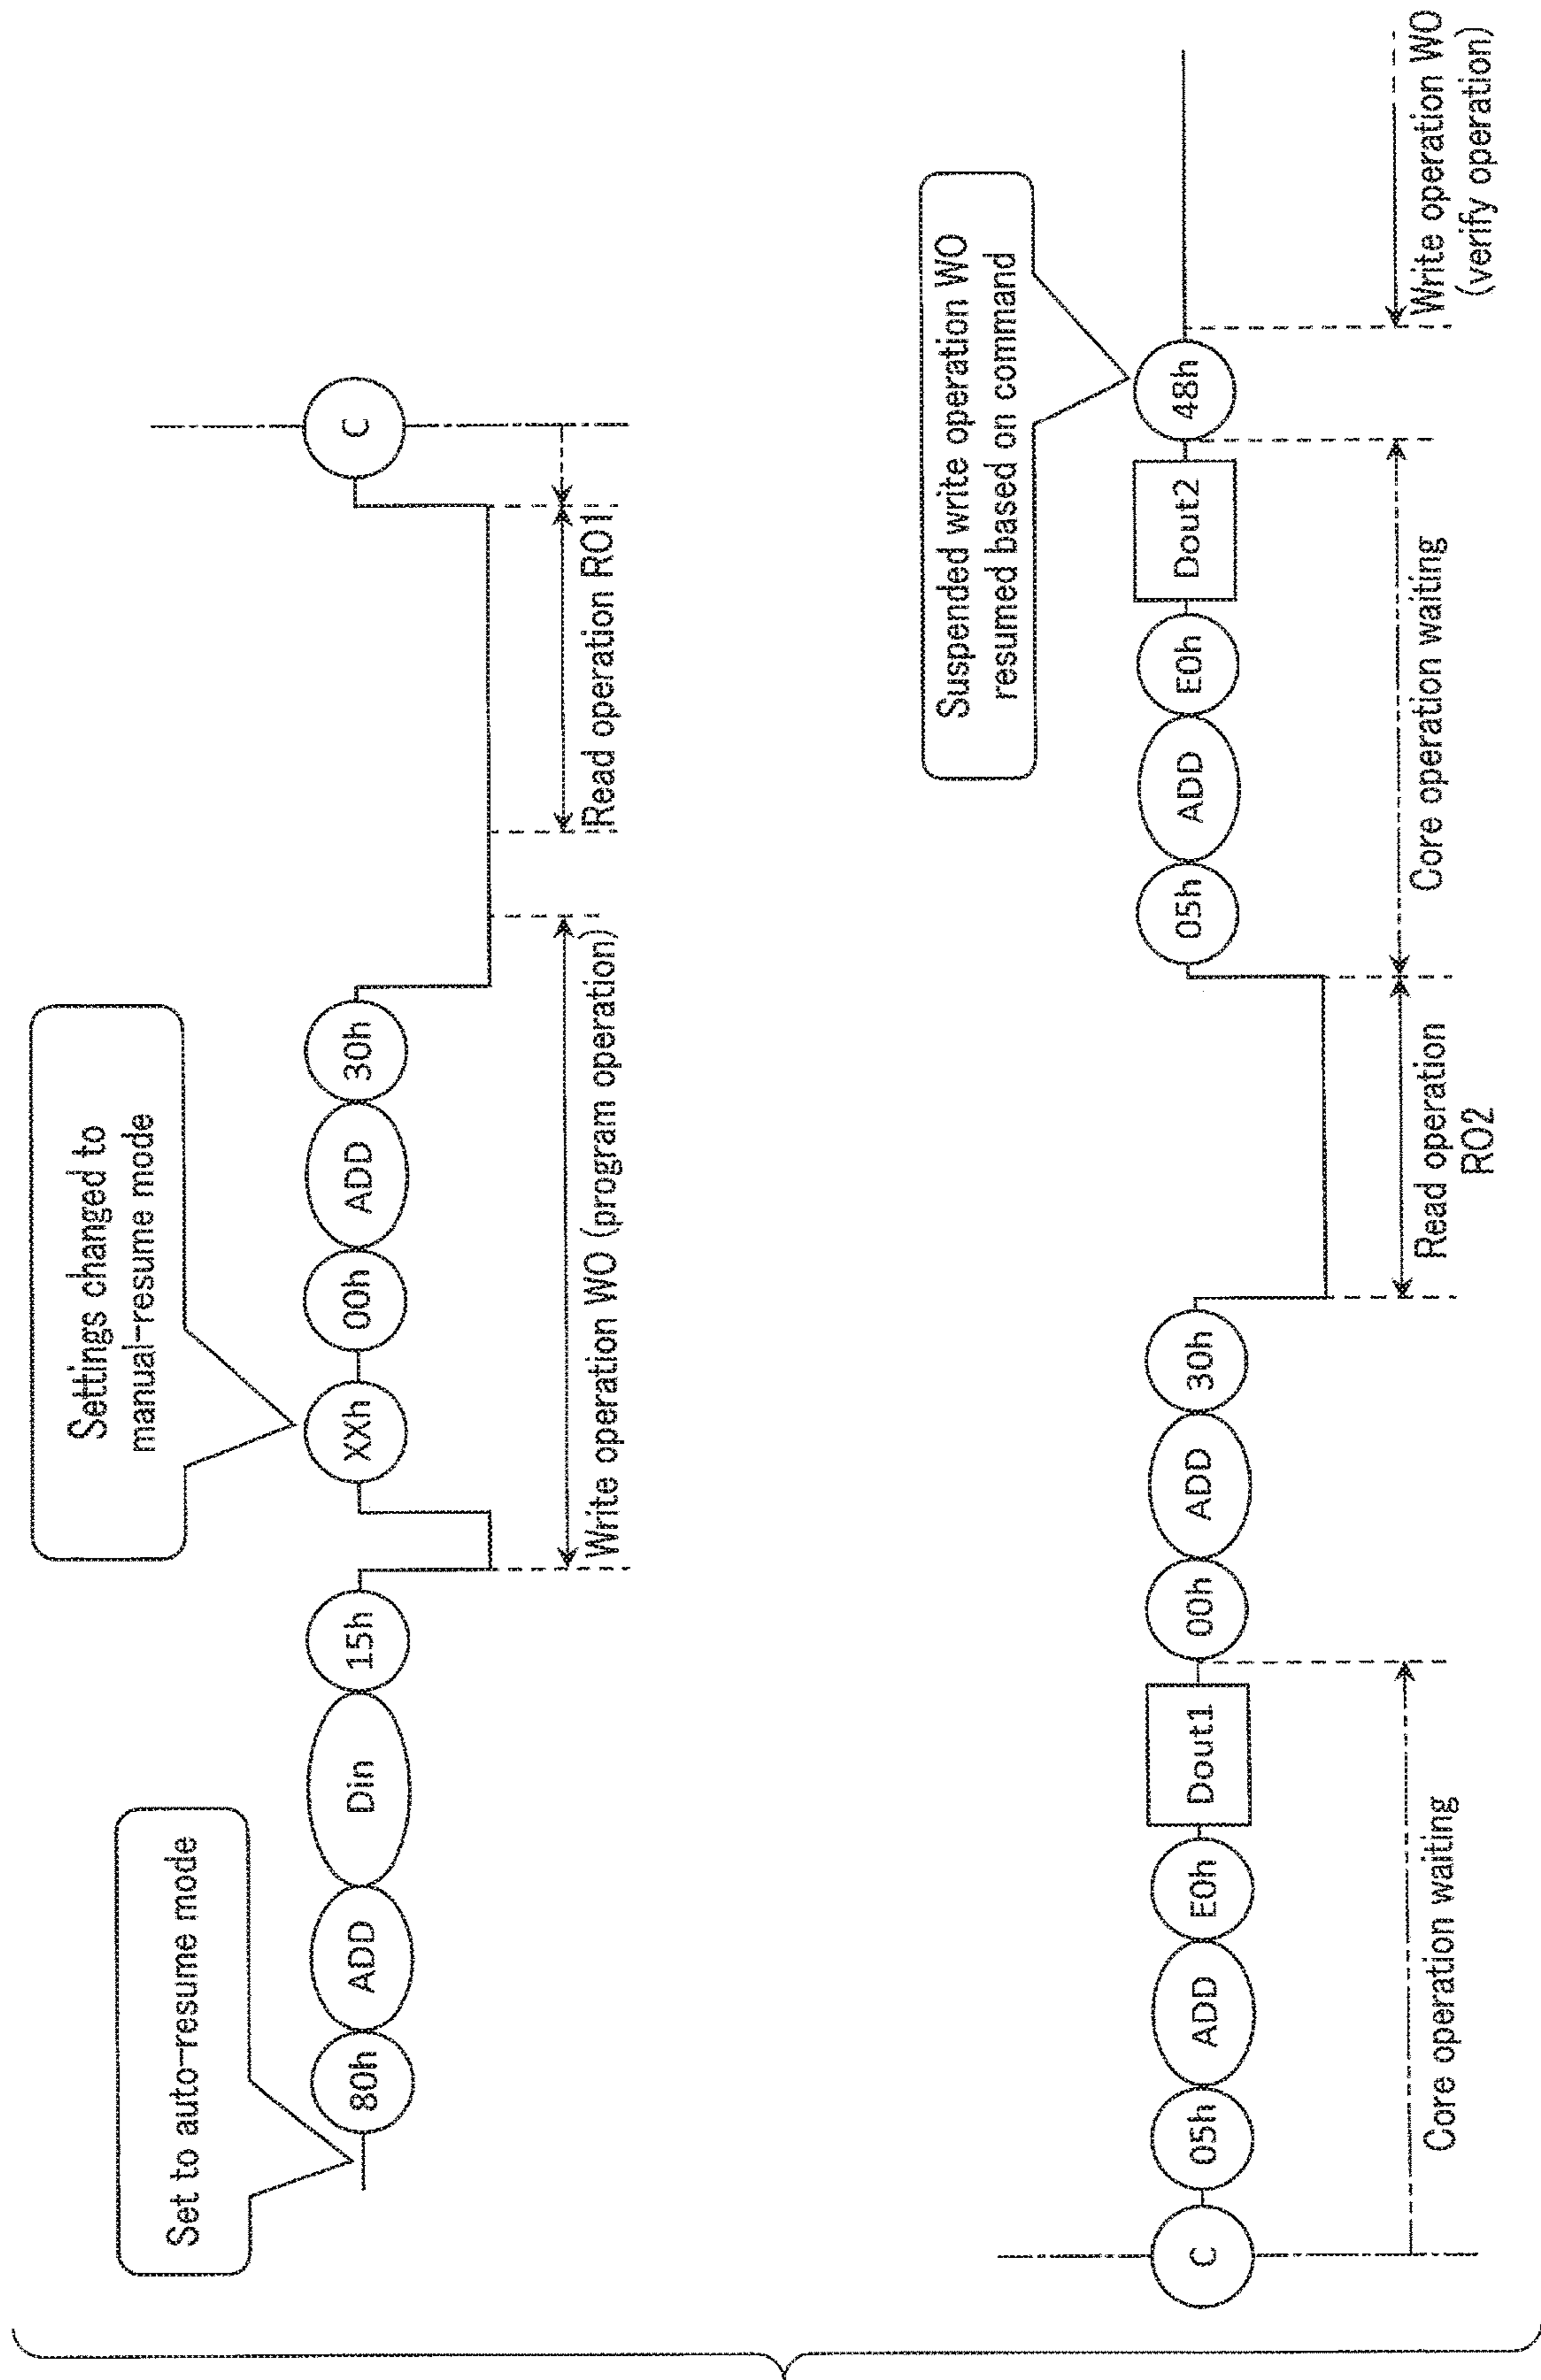 Set to auto-resume mode
Settings changed to
manual-resume mode
80h
ADD
Din
15h
XXh
00h
ADD
30h
C
Write operation WO (program operation)
Read operation RO1
Suspended write operation WO
resumed based on command
C
05h
ADD
E0h
Dout1
00h
ADD
30h
05h
ADD
E0h
Dout2
48h
Core operation waiting
Read operation
RO2
Core operation waiting
Write operation WO
(verify operation)